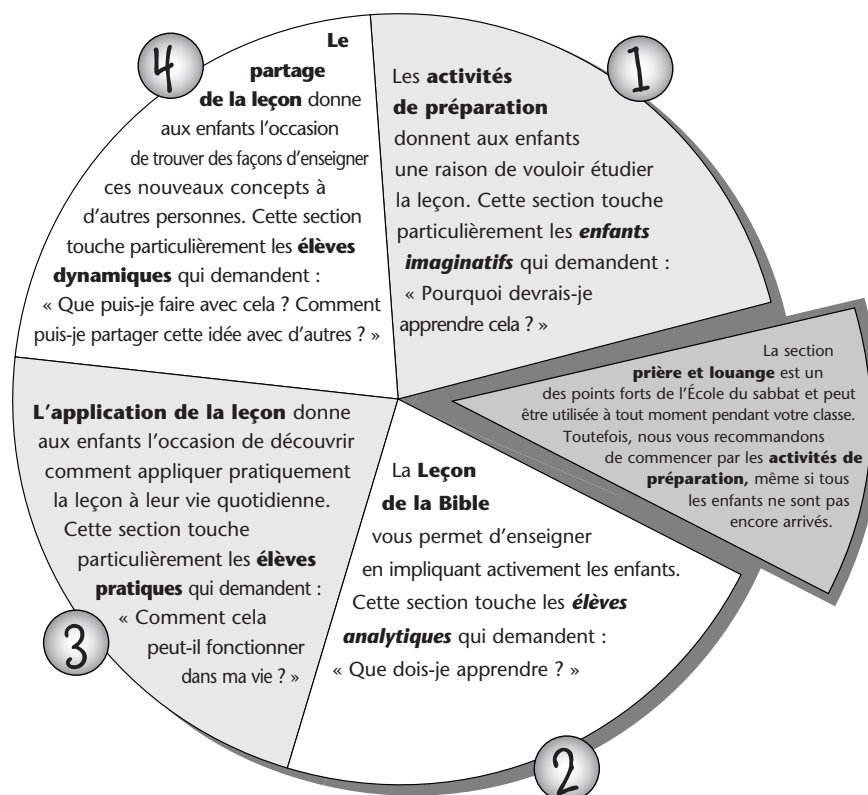 1
Les activités
de préparation
donnent aux enfants
une raison de vouloir étudier
la leçon. Cette section touche
particulièrement les enfants
imaginatifs qui demandent :
« Pourquoi devrais-je
apprendre cela ? »
La section
prière et louange est un
des points forts de l’École du sabbat et peut
être utilisée à tout moment pendant votre classe.
Toutefois, nous vous recommandons
de commencer par les activités de
préparation, même si tous
les enfants ne sont pas
encore arrivés.
2
La Leçon
de la Bible
vous permet d’enseigner
en impliquant activement les enfants.
Cette section touche les élèves
analytiques qui demandent :
« Que dois-je apprendre ? »
3
L’application de la leçon donne
aux enfants l’occasion de découvrir
comment appliquer pratiquement
la leçon à leur vie quotidienne.
Cette section touche
particulièrement les élèves
pratiques qui demandent :
« Comment cela
peut-il fonctionner
dans ma vie ? »
4
Le
partage
de la leçon donne
aux enfants l’occasion
de trouver des façons d’enseigner
ces nouveaux concepts à
d’autres personnes. Cette section
touche particulièrement les élèves
dynamiques qui demandent :
« Que puis-je faire avec cela ? Comment
puis-je partager cette idée avec d’autres ? »